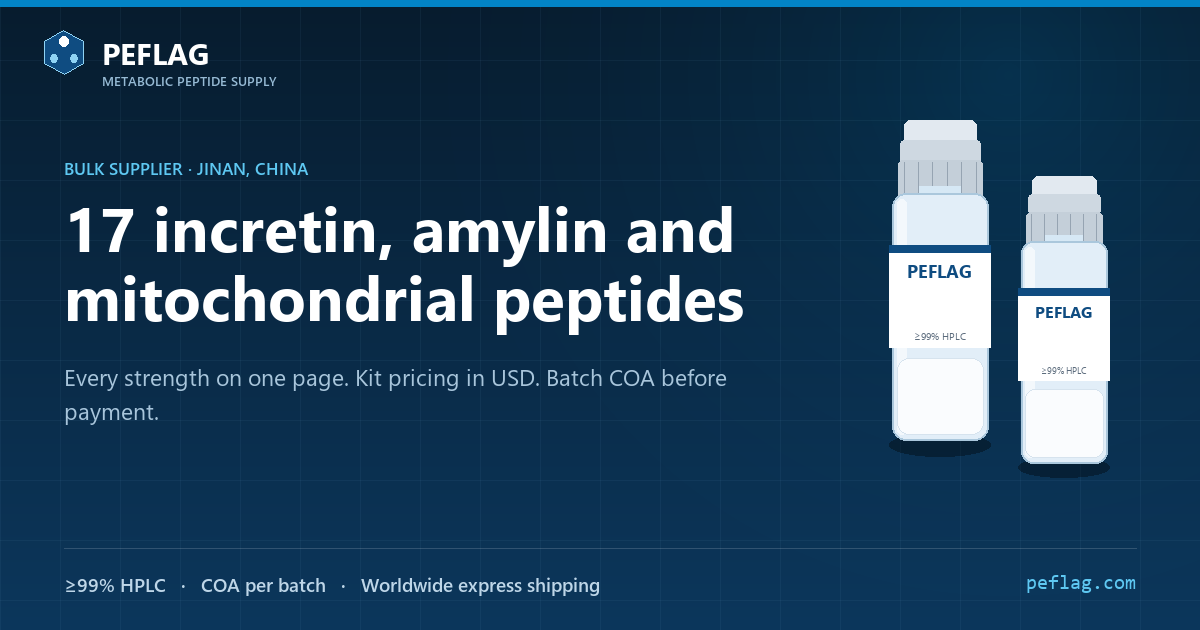 PEFLAG
METABOLIC PEPTIDE SUPPLY
BULK SUPPLIER · JINAN, CHINA
17 incretin, amylin and
mitochondrial peptides
Every strength on one page. Kit pricing in USD. Batch COA before
payment.
PEFLAG
≥99% HPLC
PEFLAG
≥99% HPLC
≥99% HPLC · COA per batch · Worldwide express shipping
peflag.com